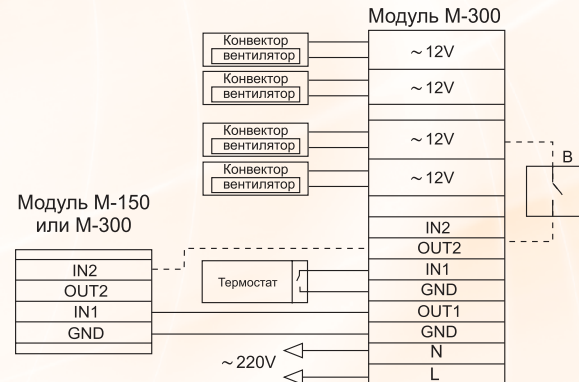 Модуль М-300
Конвектор
вентилятор
~12V
Конвектор
вентилятор
~12V
Конвектор
вентилятор
~12V
Конвектор
вентилятор
~12V
B
Модуль М-150
или М-300
IN2
OUT2
IN1
GND
Термостат
IN2
OUT2
IN1
GND
OUT1
GND
N
L
~220V